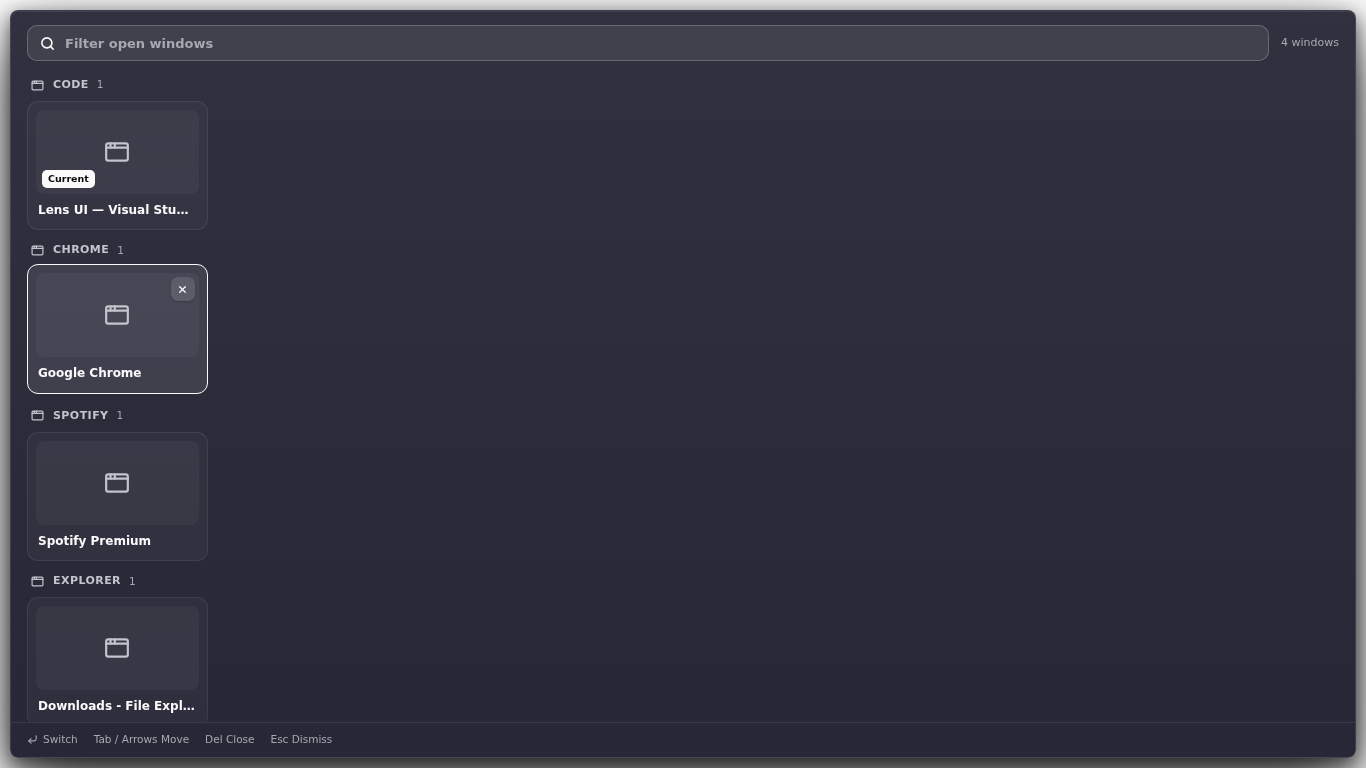 Filter open windows
4 windows
CODE 1
Current
Lens UI — Visual Stu...
CHROME 1
Google Chrome
SPOTIFY 1
Spotify Premium
EXPLORER 1
Downloads - File Expl...
Switch Tab / Arrows Move Del Close Esc Dismiss